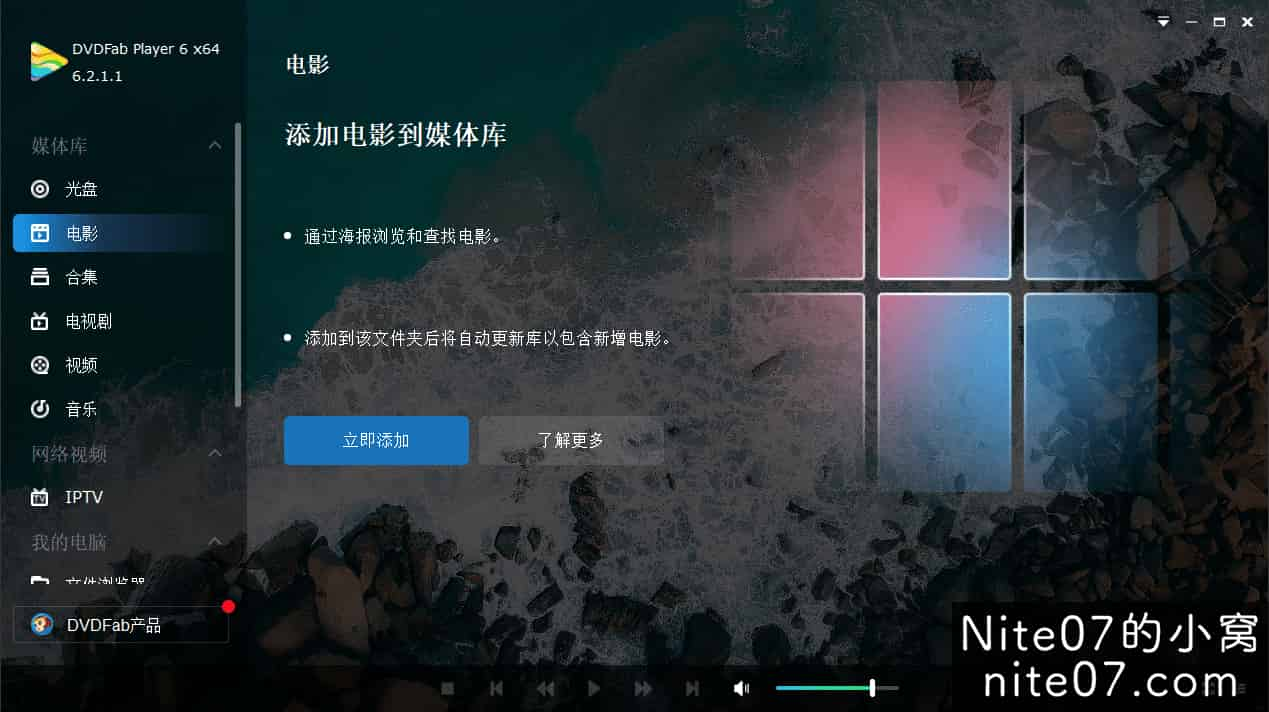 DVDFab Player 6 x64
6.2.1.1
媒体库
光盘
电影
合集
电视剧
视频
音乐
网络视频
IPTV
我的电脑
文件浏览器
DVDFab产品
电影
添加电影到媒体库
通过海报浏览和查找电影。
添加到该文件夹后将自动更新库以包含新增电影。
立即添加
了解更多
Nite07的小窝
nite07.com